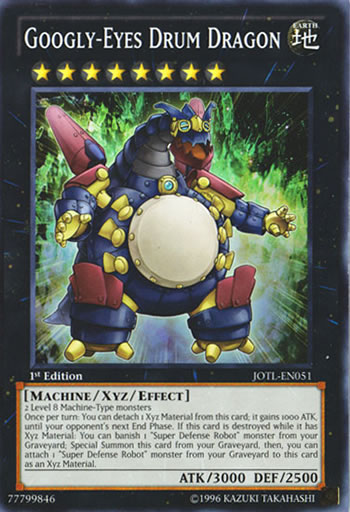 GOOGLY-EYES DRUM DRAGON
EARTH
地
1st Edition
JOTL-EN051
[MACHINE/XYZ/EFFECT]
2 Level 8 Machine-Type monsters
Once per turn: You can detach 1 Xyz Material from this card; it gains 1000 ATK,
until your opponent's next End Phase. If this card is destroyed while it has
Xyz Material: You can banish 1 "Super Defense Robot" monster from your
Graveyard; Special Summon this card from your Graveyard, then, you can
attach 1 "Super Defense Robot" monster from your Graveyard to this card
as an Xyz Material.
ATK/3000 DEF/2500
77799846
©1996 KAZUKI TAKAHASHI